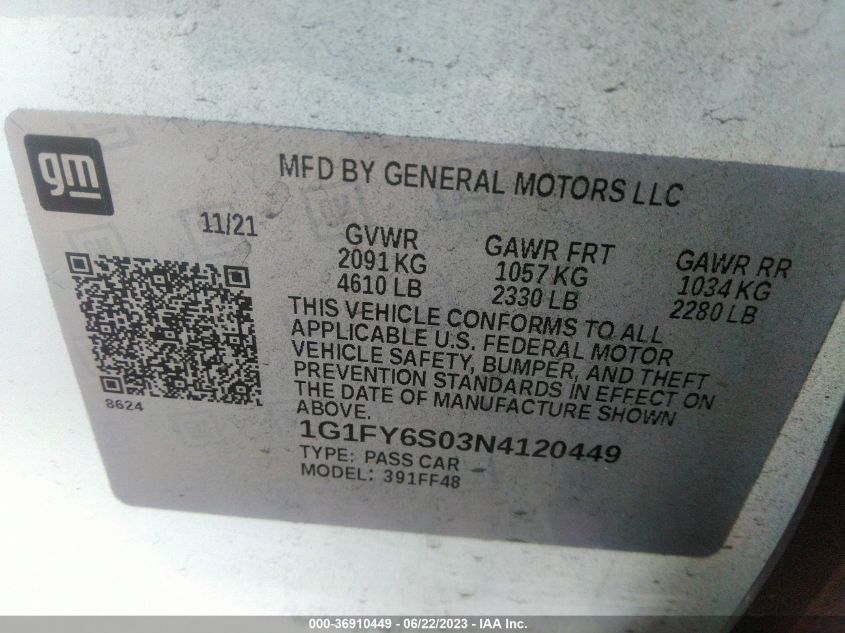 gm
MFD BY GENERAL MOTORS LLC
11/21
GVWR
2091 KG
4610 LB
GAWR FRT
1057 KG
2330 LB
GAWR RR
1034 KG
2280 LB
THIS VEHICLE CONFORMS TO ALL
APPLICABLE U.S. FEDERAL MOTOR
VEHICLE SAFETY, BUMPER, AND THEFT
PREVENTION STANDARDS IN EFFECT ON
THE DATE OF MANUFACTURE SHOWN
ABOVE.
8624
1G1FY6S03N4120449
TYPE: PASS CAR
MODEL: 391FF48
000-36910449 - 06/22/2023 - IAA Inc.